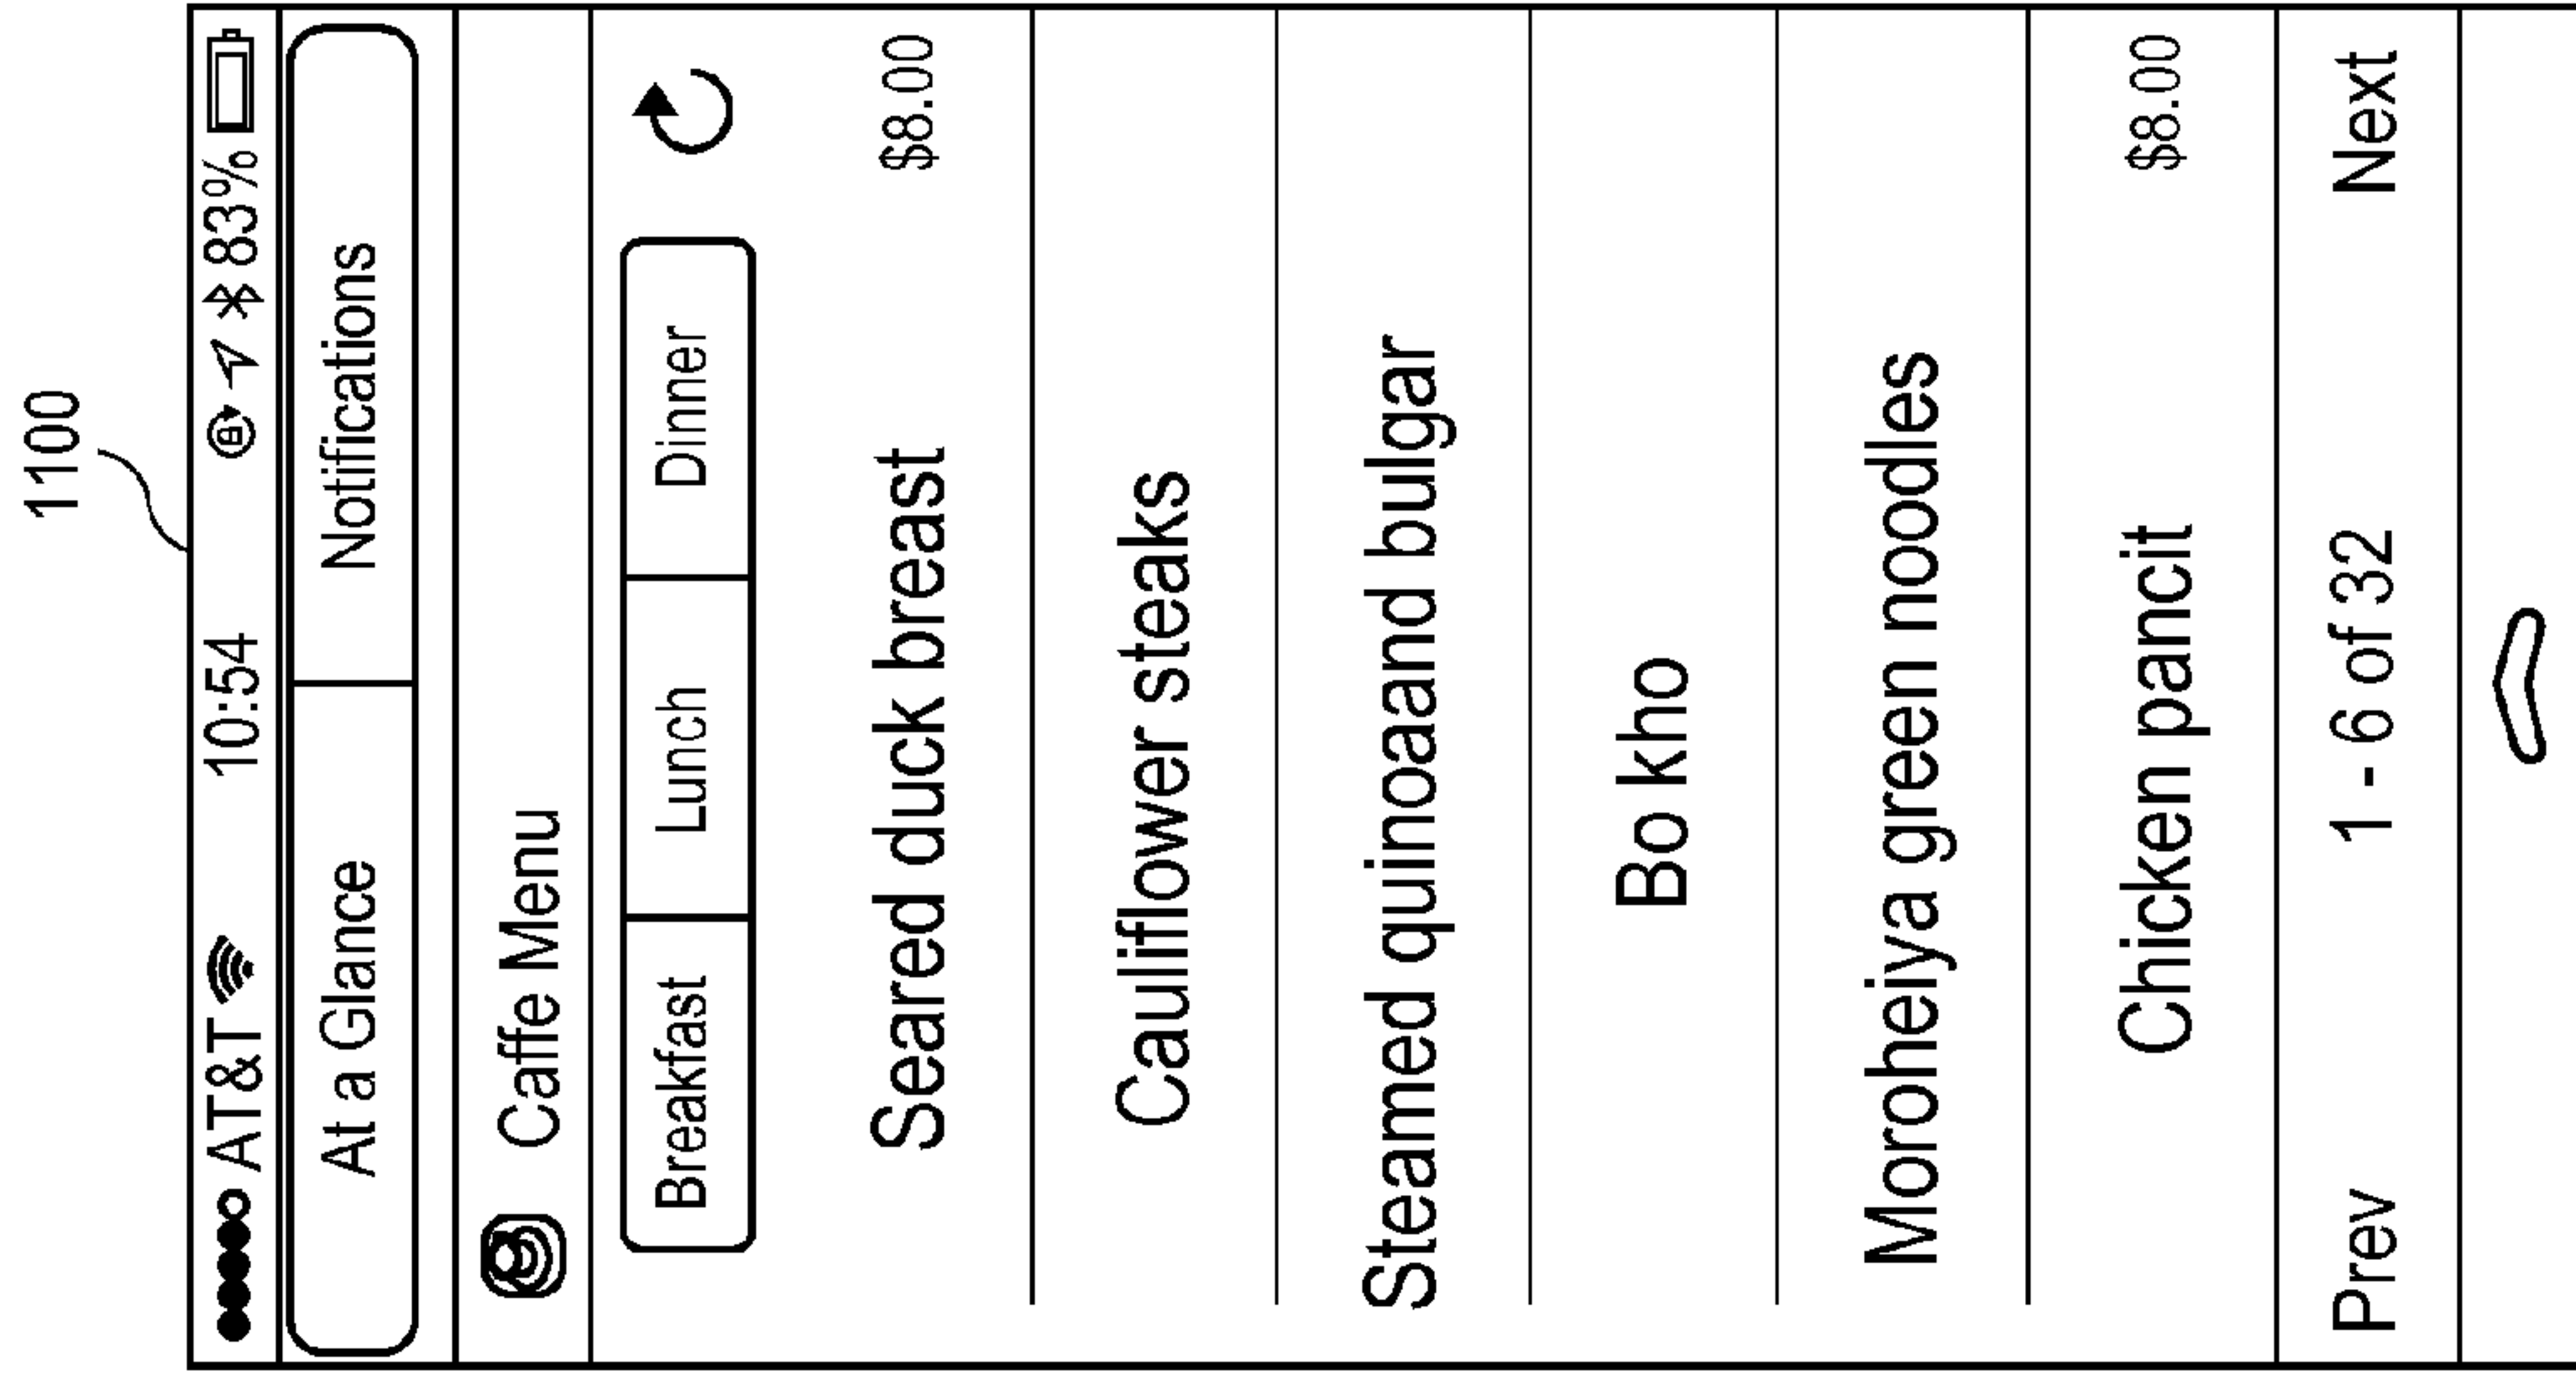 1100
AT&T 10:54 83%
At a Glance Notifications
Caffe Menu
Breakfast Lunch Dinner
Seared duck breast $8.00
Cauliflower steaks
Steamed quinoaand bulgar
Bo kho
Moroheiya green noodles
Chicken pancit $8.00
Prev 1 - 6 of 32 Next